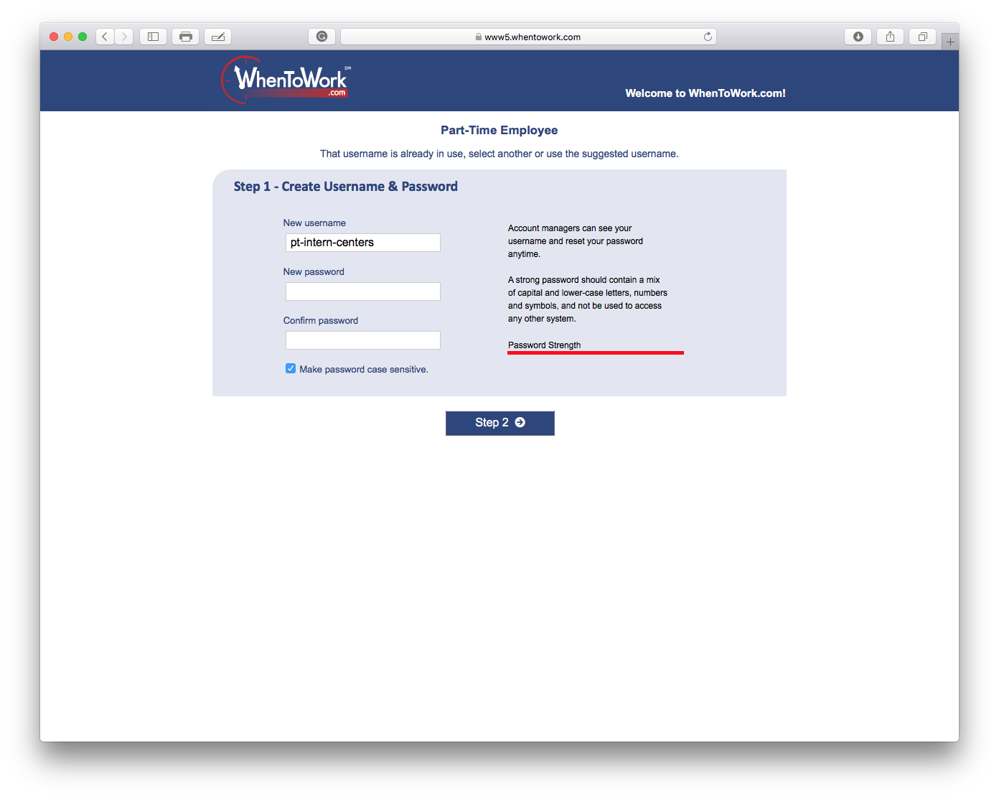 www5.whentowork.com
WhenToWork SM
.com
Welcome to WhenToWork.com!
Part-Time Employee
That username is already in use, select another or use the suggested username.
Step 1 - Create Username & Password
New username
pt-intern-centers
New password
Confirm password
Make password case sensitive.
Account managers can see your
username and reset your password
anytime.
A strong password should contain a mix
of capital and lower-case letters, numbers
and symbols, and not be used to access
any other system.
Password Strength
Step 2